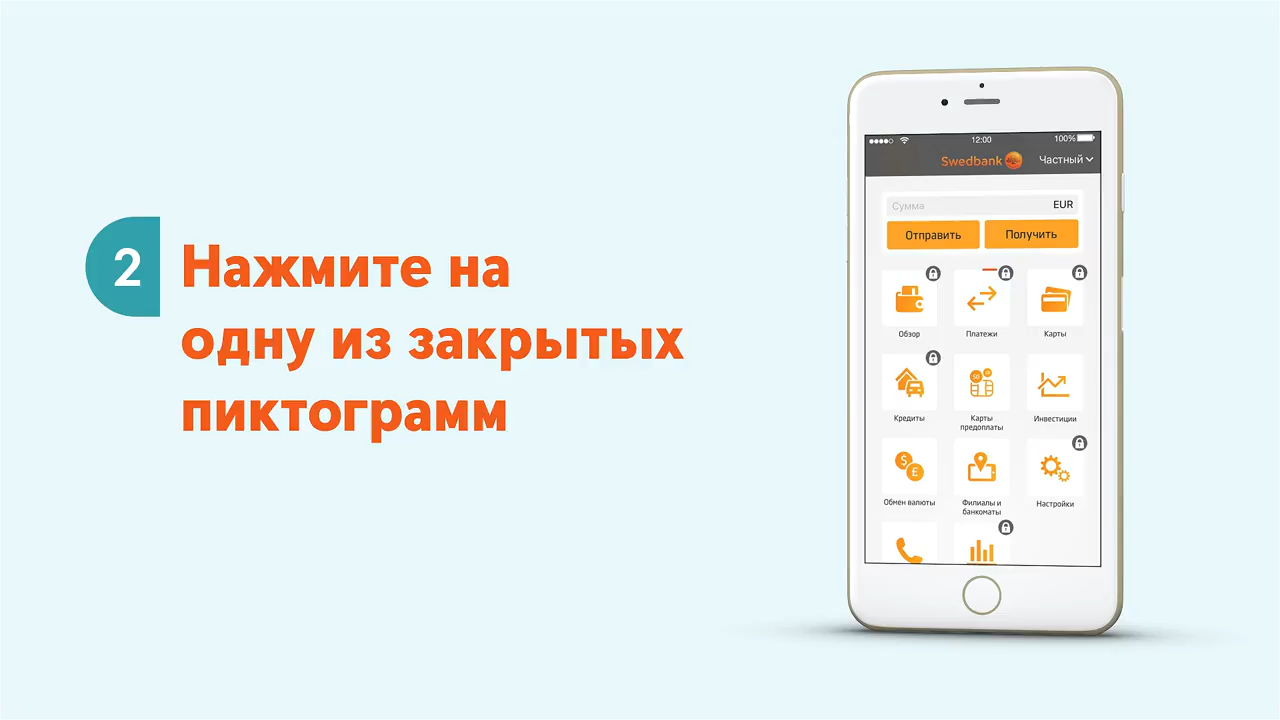 2
Нажмите на
одну из закрытых
пиктограмм
12:00
100%
Swedbank
Частный
Сумма
EUR
Отправить
Получить
Обзор
Платежи
Карты
Кредиты
Карты
предоплаты
Инвестиции
Обмен валюты
Филиалы и
банкоматы
Настройки